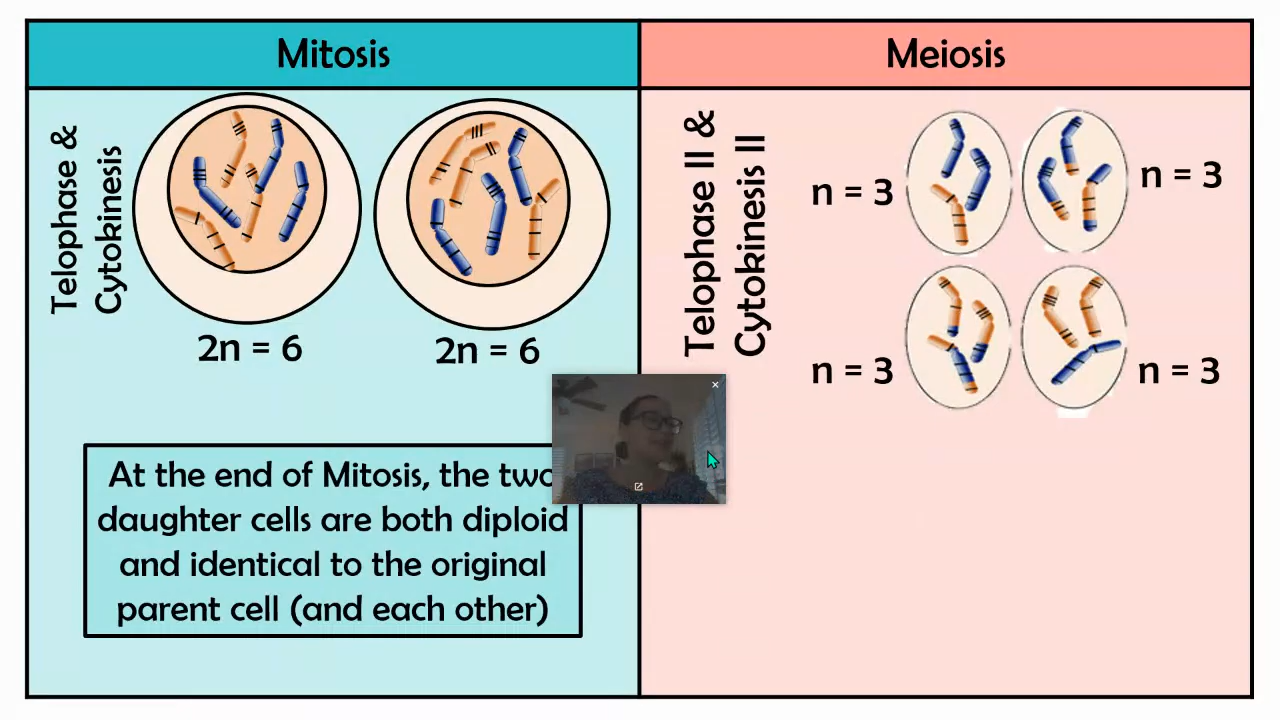 Mitosis
Meiosis
Telophase &
Cytokinesis
2n = 6
2n = 6
At the end of Mitosis, the two
daughter cells are both diploid
and identical to the original
parent cell (and each other)
Telophase II &
Cytokinesis II
n = 3
n = 3
n = 3
n = 3